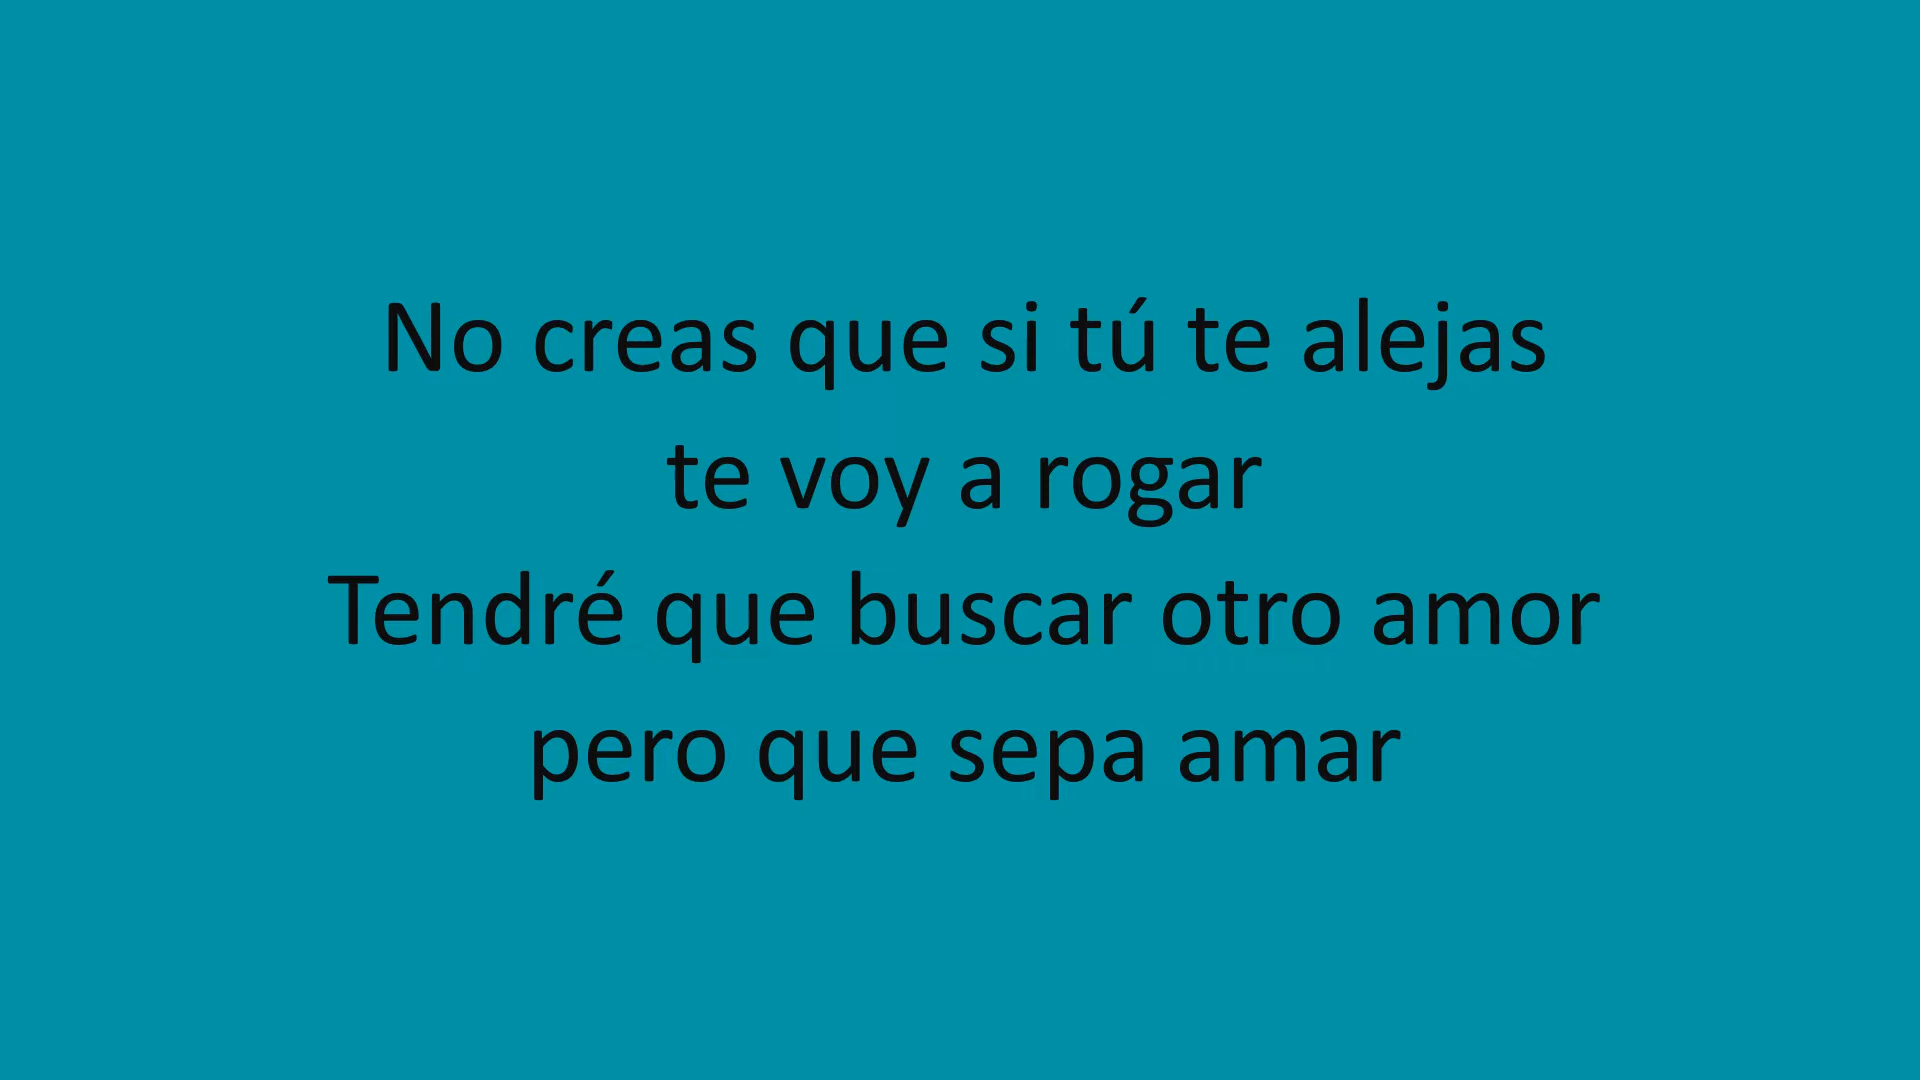 No creas que si tú te alejas
te voy a rogar
Tendré que buscar otro amor
pero que sepa amar